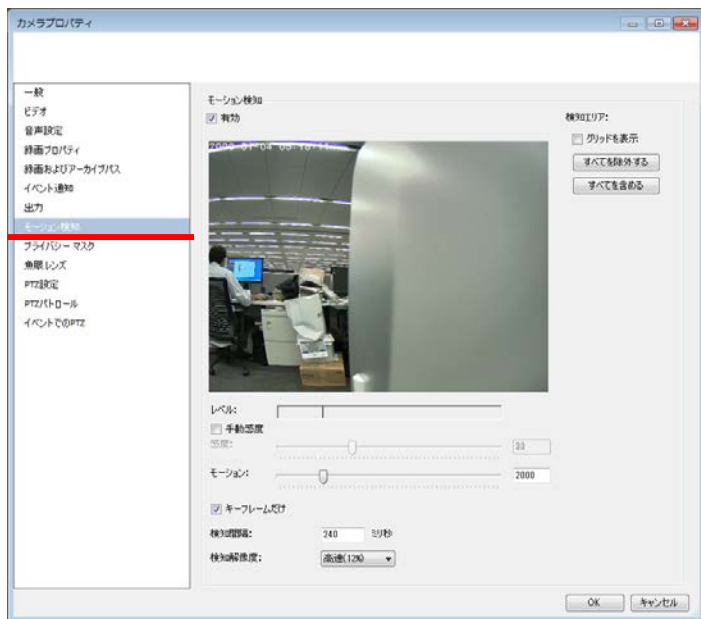 カメラプロパティ
一般
ビデオ
音声設定
録画プロパティ
録画およびアーカイブパス
イベント通知
出力
モーション検知
プライバシー マスク
魚眼レンズ
PTZ設定
PTZパトロール
イベントでのPTZ
モーション検知
有効
検知エリア:
グリッドを表示
すべてを除外する
すべてを含める
レベル:
手動感度
感度:
30
モーション:
2000
キーフレームだけ
検知間隔:
240
ミリ秒
検知解像度:
高速(12%)
OK
キャンセル